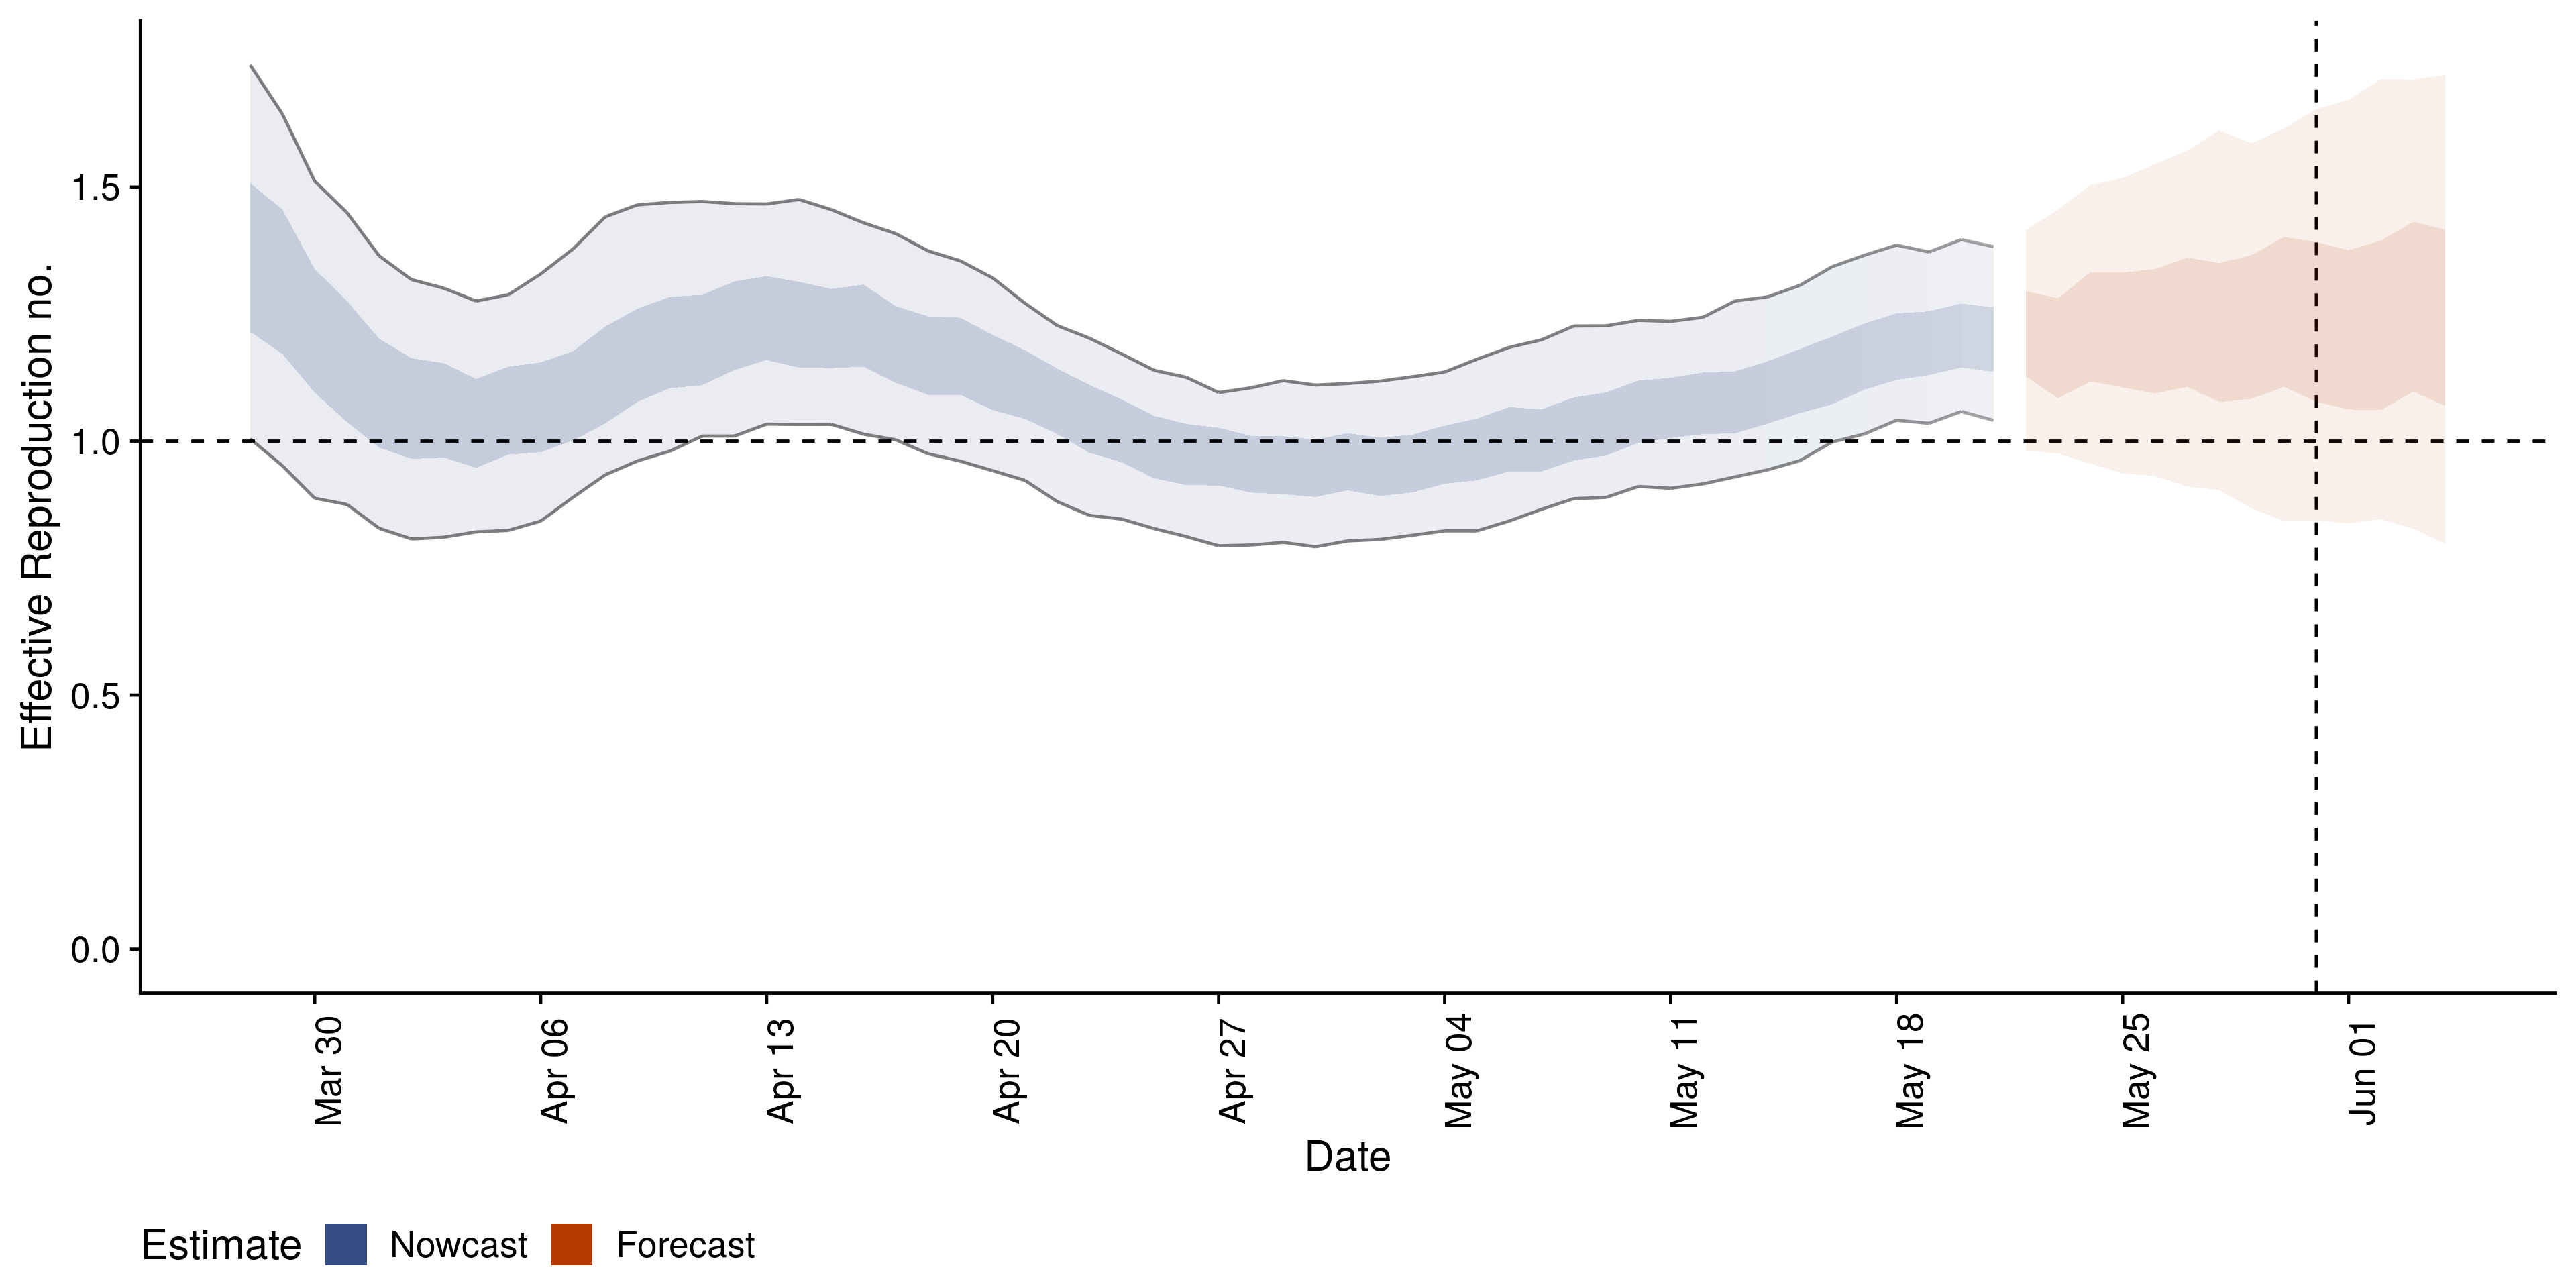 Effective Reproduction no.
1.5
1.0
0.5
0.0
Mar 30
Apr 06
Apr 13
Apr 20
Apr 27
May 04
May 11
May 18
May 25
Jun 01
Date
Estimate Nowcast Forecast